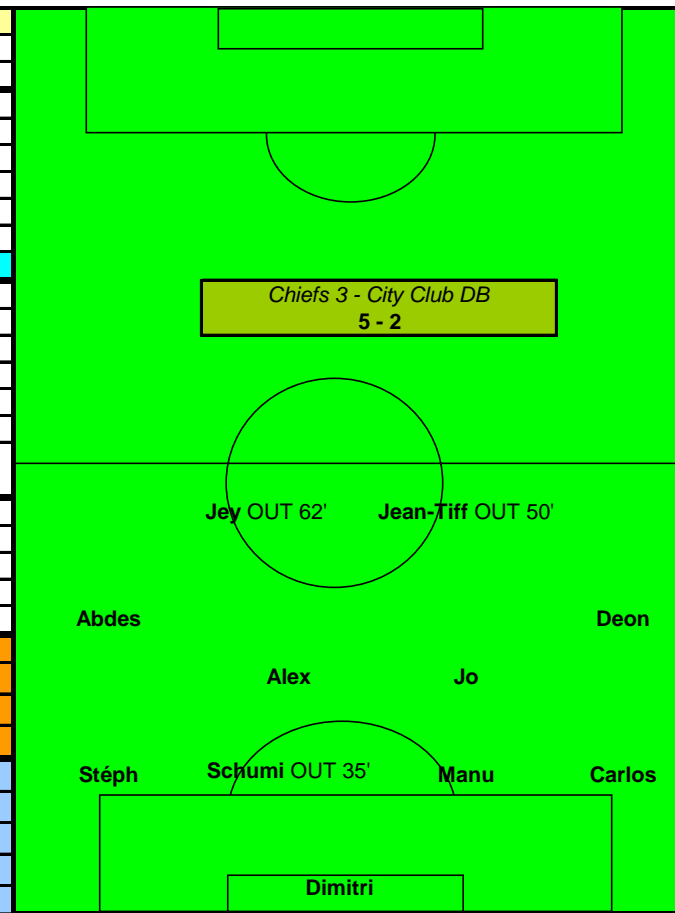 Chiefs 3 - City Club DB
5 - 2
Jey OUT 62' Jean-Tiff OUT 50'
Abdes Deon
Alex Jo
Stéph Schumi OUT 35' Manu Carlos
Dimitri